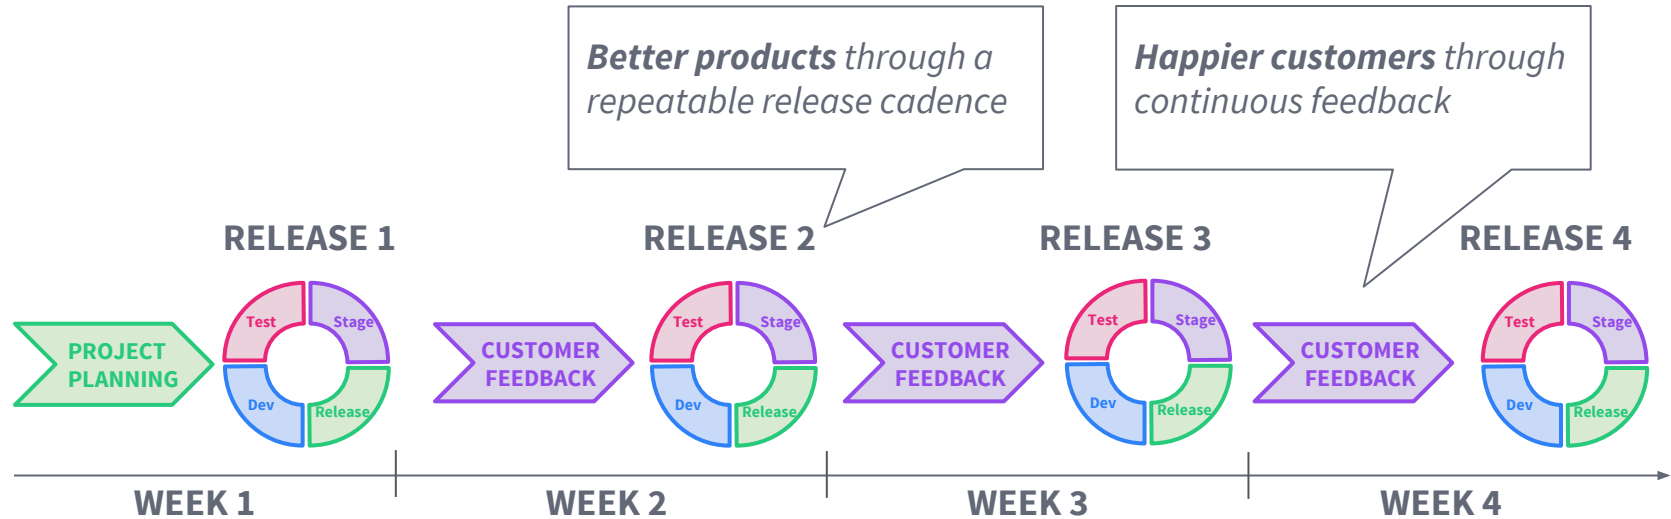 Better products through a
repeatable release cadence
Happier customers through
continuous feedback
RELEASE 1
RELEASE 2
RELEASE 3
RELEASE 4
PROJECT
PLANNING
Test
Stage
Dev
Release
CUSTOMER
FEEDBACK
Test
Stage
Dev
Release
CUSTOMER
FEEDBACK
Test
Stage
Dev
Release
CUSTOMER
FEEDBACK
Test
Stage
Dev
Release
WEEK 1
WEEK 2
WEEK 3
WEEK 4